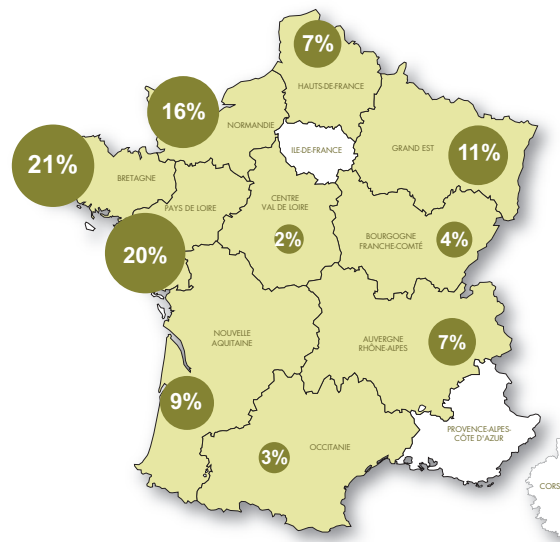 7%
HAUTS-DE-FRANCE
16%
NORMANDIE
ILE-DE-FRANCE
GRAND EST
11%
21%
BRETAGNE
PAYS DE LOIRE
20%
CENTRE
VAL DE LOIRE
2%
BOURGOGNE
FRANCHE-COMTÉ
4%
NOUVELLE
AQUITAINE
9%
AUVERGNE
RHÔNE-ALPES
7%
OCCITANIE
3%
PROVENCE-ALPES-
CÔTE D'AZUR
CORS